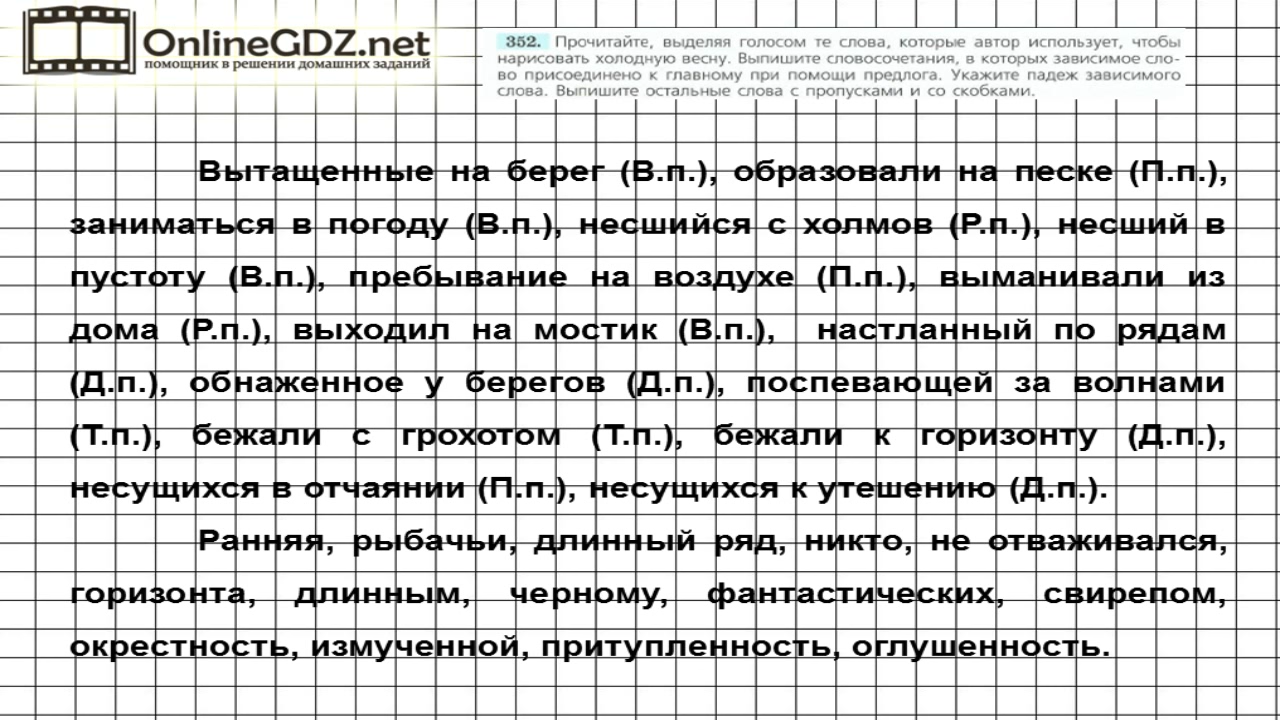 OnlineGDZ.net
помощник в решении домашних заданий
352. Прочитайте, выделяя голосом те слова, которые автор использует, чтобы
нарисовать холодную весну. Выпишите словосочетания, в которых зависимое сло-
во присоединено к главному при помощи предлога. Укажите падеж зависимого
слова. Выпишите остальные слова с пропусками и со скобками.
Вытащенные на берег (В.п.), образовали на песке (П.п.),
заниматься в погоду (В.п.), несшийся с холмов (Р.п.), несший в
пустоту (В.п.), пребывание на воздухе (П.п.), выманивали из
дома (Р.п.), выходил на мостик (В.п.), настланный по рядам
(Д.п.), обнаженное у берегов (Д.п.), поспевающей за волнами
(Т.п.), бежали с грохотом (Т.п.), бежали к горизонту (Д.п.),
несущихся в отчаянии (П.п.), несущихся к утешению (Д.п.).
Ранняя, рыбачьи, длинный ряд, никто, не отваживался,
горизонта, длинным, черному, фантастических, свирепом,
окрестность, измученной, притупленность, оглушенность.